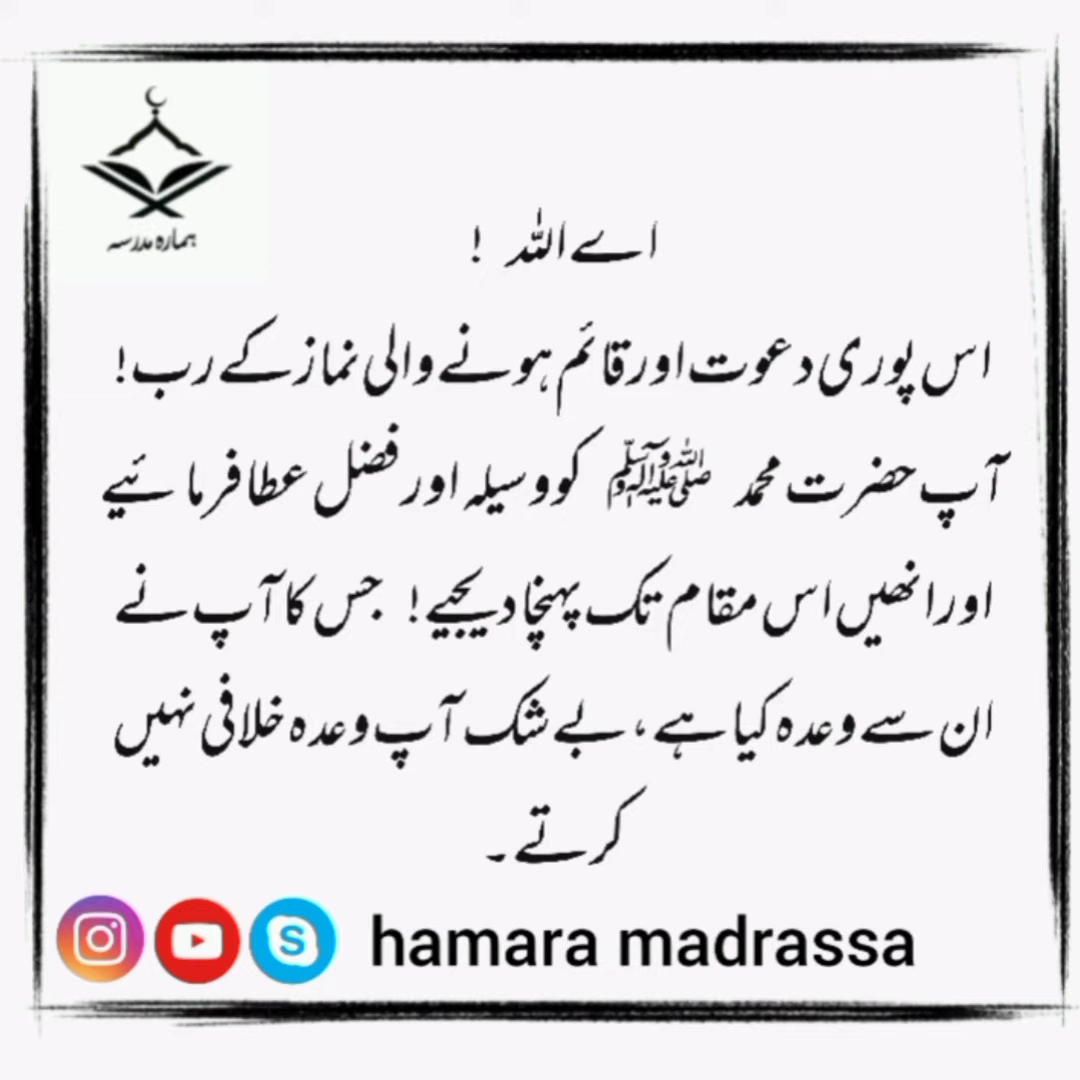 ہمارہ مدرسہ
اے اللہ !
اس پوری دعوت اور قائم ہونے والی نماز کے رب!
آپ حضرت محمد ﷺ کو وسیلہ اور فضل عطا فرمائیے
اور انھیں اس مقام تک پہنچا دیجیے! جس کا آپ نے
ان سے وعدہ کیا ہے، بے شک آپ وعدہ خلافی نہیں
کرتے۔
hamara madrassa